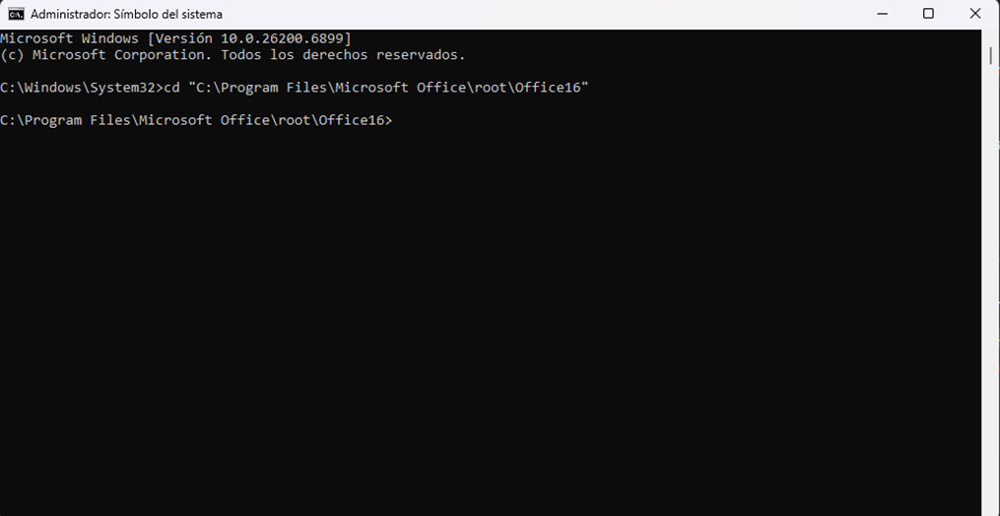 Administrador: Símbolo del sistema
Microsoft Windows [Versión 10.0.26200.6899]
(c) Microsoft Corporation. Todos los derechos reservados.
C:\Windows\System32>cd "C:\Program Files\Microsoft Office\root\Office16"
C:\Program Files\Microsoft Office\root\Office16>